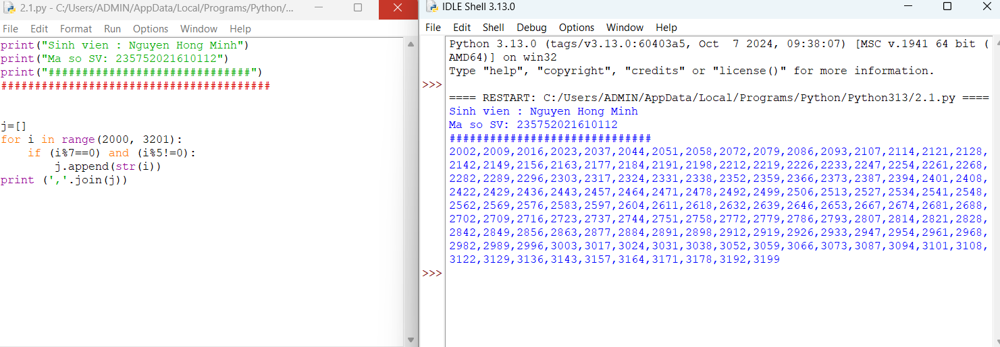 2.1.py - C:/Users/ADMIN/AppData/Local/Programs/Python/...
File Edit Format Run Options Window Help
print("Sinh vien : Nguyen Hong Minh")
print("Ma so SV: 235752021610112")
print("##############################")
########################################
j=[]
for i in range(2000, 3201):
    if (i%7==0) and (i%5!=0):
        j.append(str(i))
print (','.join(j))
IDLE Shell 3.13.0
File Edit Shell Debug Options Window Help
Python 3.13.0 (tags/v3.13.0:60403a5, Oct  7 2024, 09:38:07) [MSC v.1941 64 bit (
AMD64)] on win32
Type "help", "copyright", "credits" or "license()" for more information.
>>>
==== RESTART: C:/Users/ADMIN/AppData/Local/Programs/Python/Python313/2.1.py ====
Sinh vien : Nguyen Hong Minh
Ma so SV: 235752021610112
##############################
2002,2009,2016,2023,2037,2044,2051,2058,2072,2079,2086,2093,2107,2114,2121,2128,
2142,2149,2156,2163,2177,2184,2191,2198,2212,2219,2226,2233,2247,2254,2261,2268,
2282,2289,2296,2303,2317,2324,2331,2338,2352,2359,2366,2373,2387,2394,2401,2408,
2422,2429,2436,2443,2457,2464,2471,2478,2492,2499,2506,2513,2527,2534,2541,2548,
2562,2569,2576,2583,2597,2604,2611,2618,2632,2639,2646,2653,2667,2674,2681,2688,
2702,2709,2716,2723,2737,2744,2751,2758,2772,2779,2786,2793,2807,2814,2821,2828,
2842,2849,2856,2863,2877,2884,2891,2898,2912,2919,2926,2933,2947,2954,2961,2968,
2982,2989,2996,3003,3017,3024,3031,3038,3052,3059,3066,3073,3087,3094,3101,3108,
3122,3129,3136,3143,3157,3164,3171,3178,3192,3199
>>>